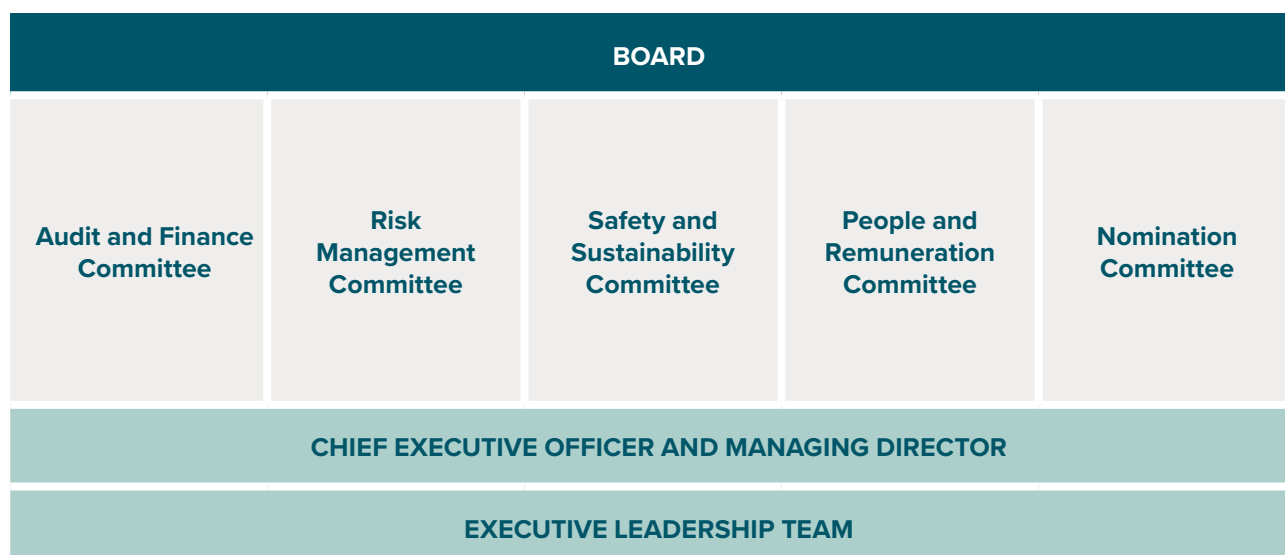 BOARD
Audit and Finance
Committee
Risk
Management
Committee
Safety and
Sustainability
Committee
People and
Remuneration
Committee
Nomination
Committee
CHIEF EXECUTIVE OFFICER AND MANAGING DIRECTOR
EXECUTIVE LEADERSHIP TEAM